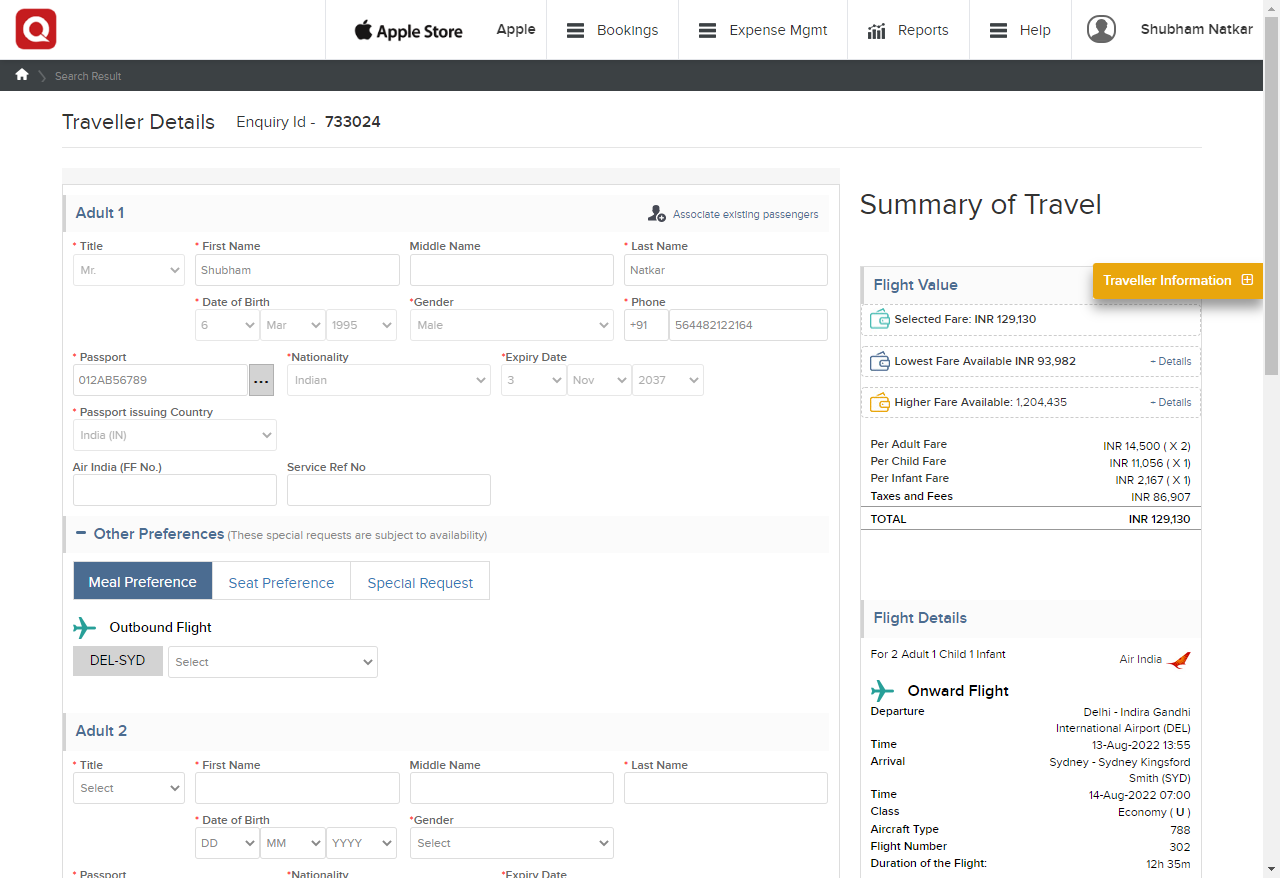 Q
Apple Store
Apple
Bookings
Expense Mgmt
Reports
Help
Shubham Natkar
Search Result
Traveller Details
Enquiry Id - 733024
Adult 1
Associate existing passengers
* Title
* First Name
Middle Name
* Last Name
Mr.
Shubham
Natkar
* Date of Birth
*Gender
* Phone
6
Mar
1995
Male
+91
564482122164
* Passport
*Nationality
*Expiry Date
012AB56789
...
Indian
3
Nov
2037
* Passport issuing Country
India (IN)
Air India (FF No.)
Service Ref No
Other Preferences (These special requests are subject to availability)
Meal Preference
Seat Preference
Special Request
Outbound Flight
DEL-SYD
Select
Adult 2
* Title
* First Name
Middle Name
* Last Name
Select
* Date of Birth
*Gender
DD
MM
YYYY
Select
* Passport
*Nationality
*Expiry Date
Summary of Travel
Flight Value
Traveller Information
Selected Fare: INR 129,130
Lowest Fare Available INR 93,982
+ Details
Higher Fare Available: 1,204,435
+ Details
Per Adult Fare INR 14,500 ( X 2)
Per Child Fare INR 11,056 ( X 1)
Per Infant Fare INR 2,167 ( X 1)
Taxes and Fees INR 86,907
TOTAL INR 129,130
Flight Details
For 2 Adult 1 Child 1 Infant
Air India
Onward Flight
Departure Delhi - Indira Gandhi
International Airport (DEL)
Time 13-Aug-2022 13:55
Arrival Sydney - Sydney Kingsford
Smith (SYD)
Time 14-Aug-2022 07:00
Class Economy ( U )
Aircraft Type 788
Flight Number 302
Duration of the Flight: 12h 35m